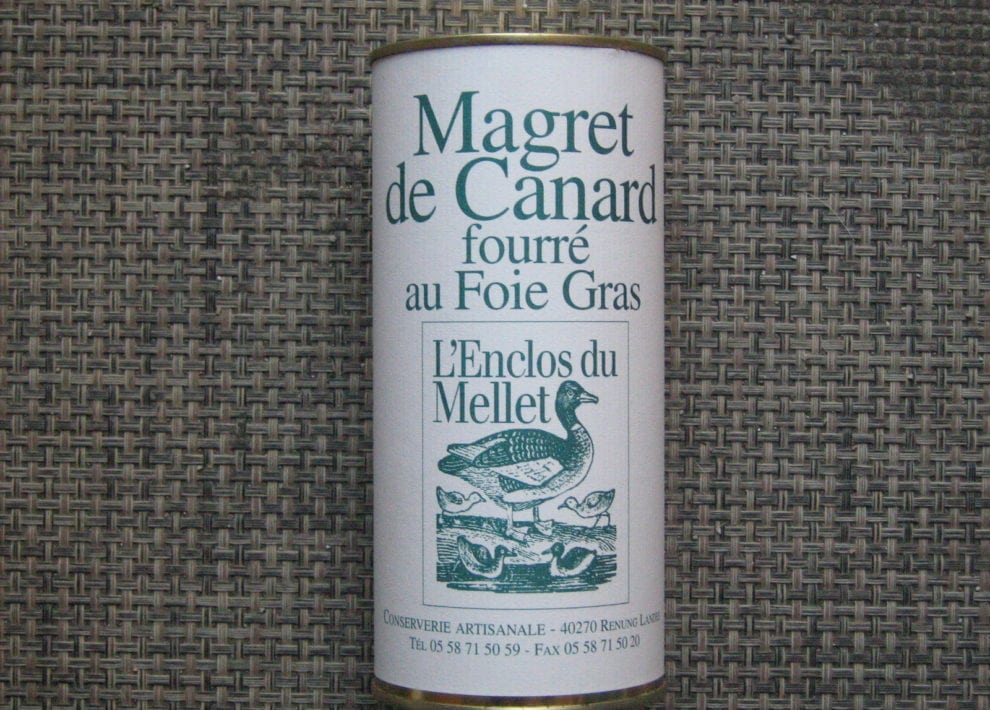 Magret
de Canard
fourré
au Foie Gras
L'Enclos du
Mellet
CONSERVERIE ARTISANALE - 40270 RENUNG LANDES
TÉL 05 58 71 50 59 - FAX 05 58 71 50 20